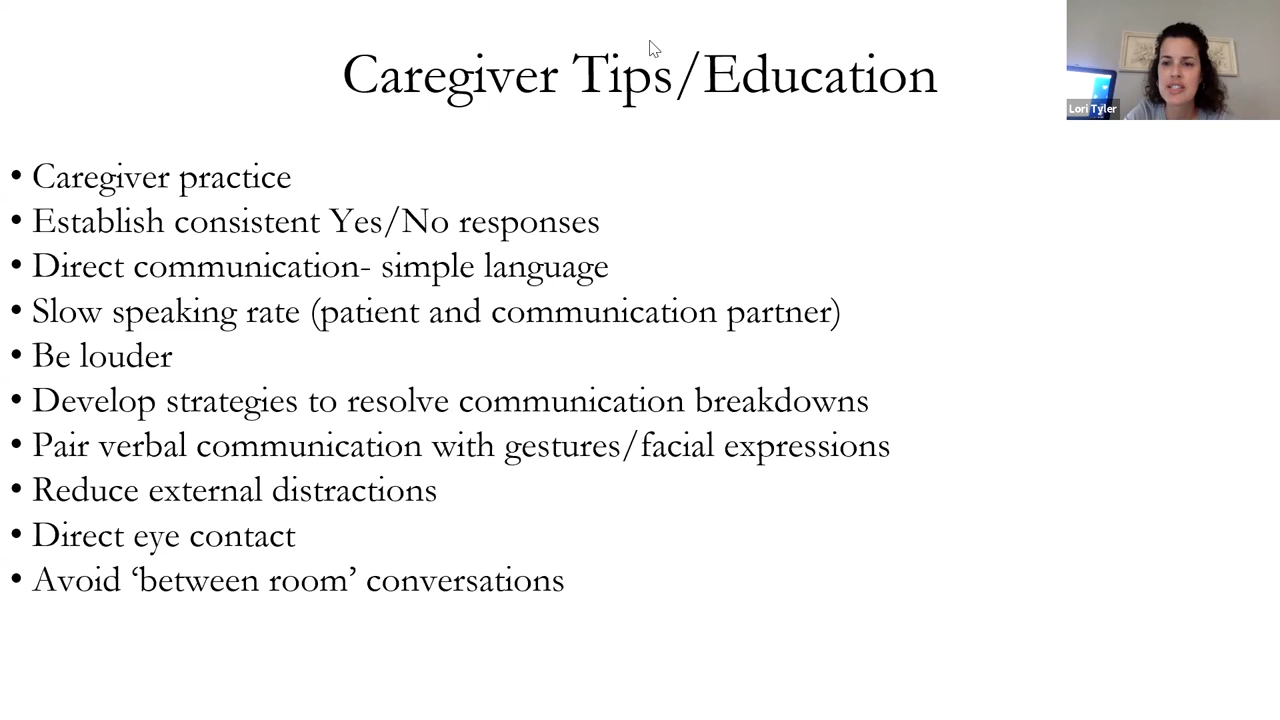 Caregiver Tips/Education
Lori Tyler
• Caregiver practice
• Establish consistent Yes/No responses
• Direct communication- simple language
• Slow speaking rate (patient and communication partner)
• Be louder
• Develop strategies to resolve communication breakdowns
• Pair verbal communication with gestures/facial expressions
• Reduce external distractions
• Direct eye contact
• Avoid ‘between room’ conversations